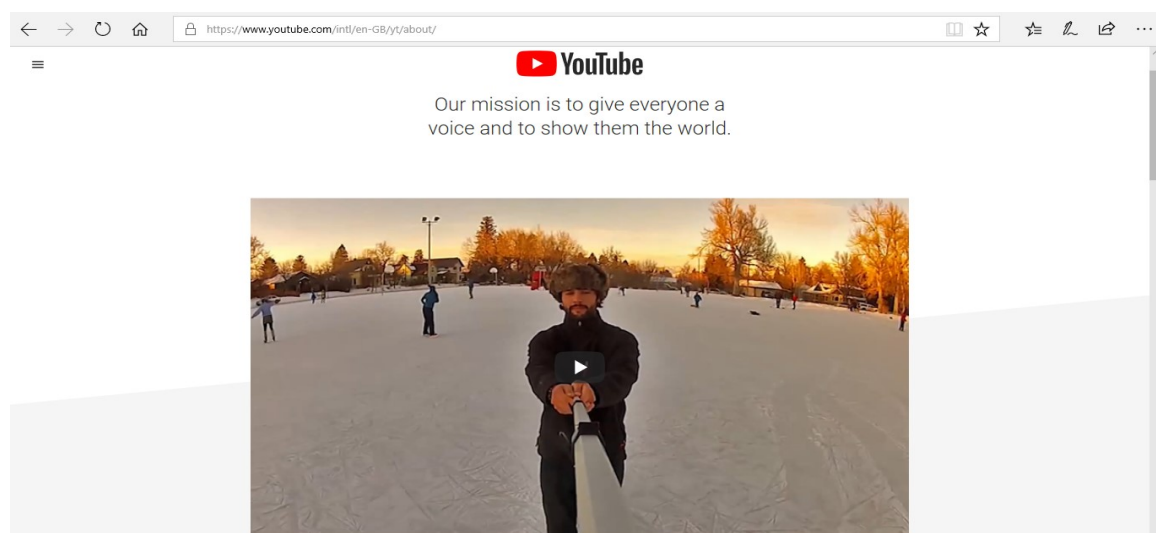 https://www.youtube.com/intl/en-GB/yt/about/
YouTube
Our mission is to give everyone a
voice and to show them the world.